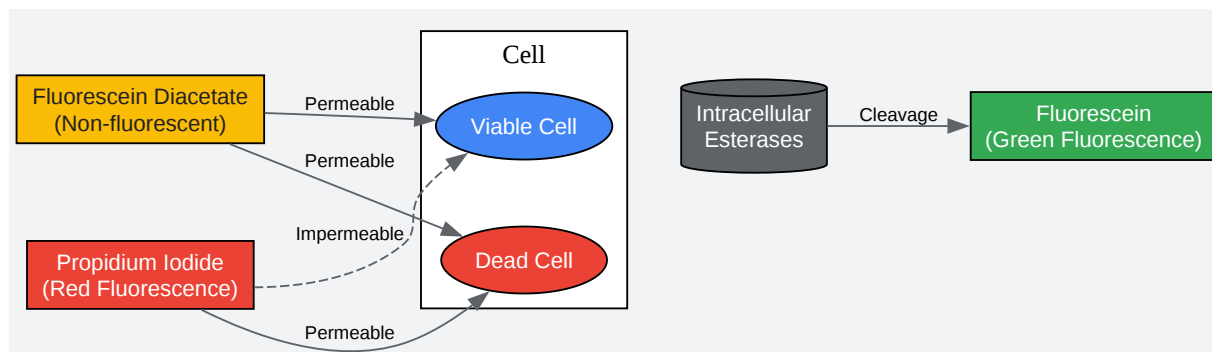 Cell
Fluorescein Diacetate
(Non-fluorescent)
Permeable
Viable Cell
Intracellular
Esterases
Cleavage
Fluorescein
(Green Fluorescence)
Permeable
Impermeable
Propidium Iodide
(Red Fluorescence)
Dead Cell
Permeable